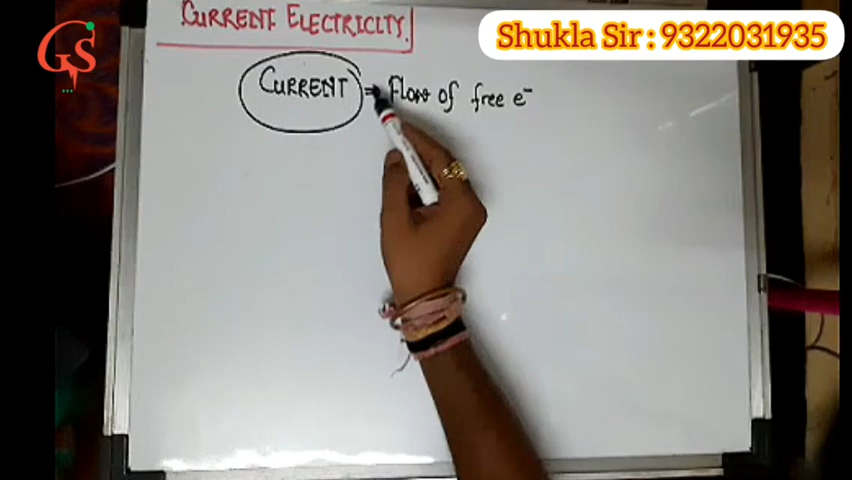 CURRENT ELECTRICITY.
Shukla Sir : 9322031935
GS
CURRENT = Flow of free e⁻